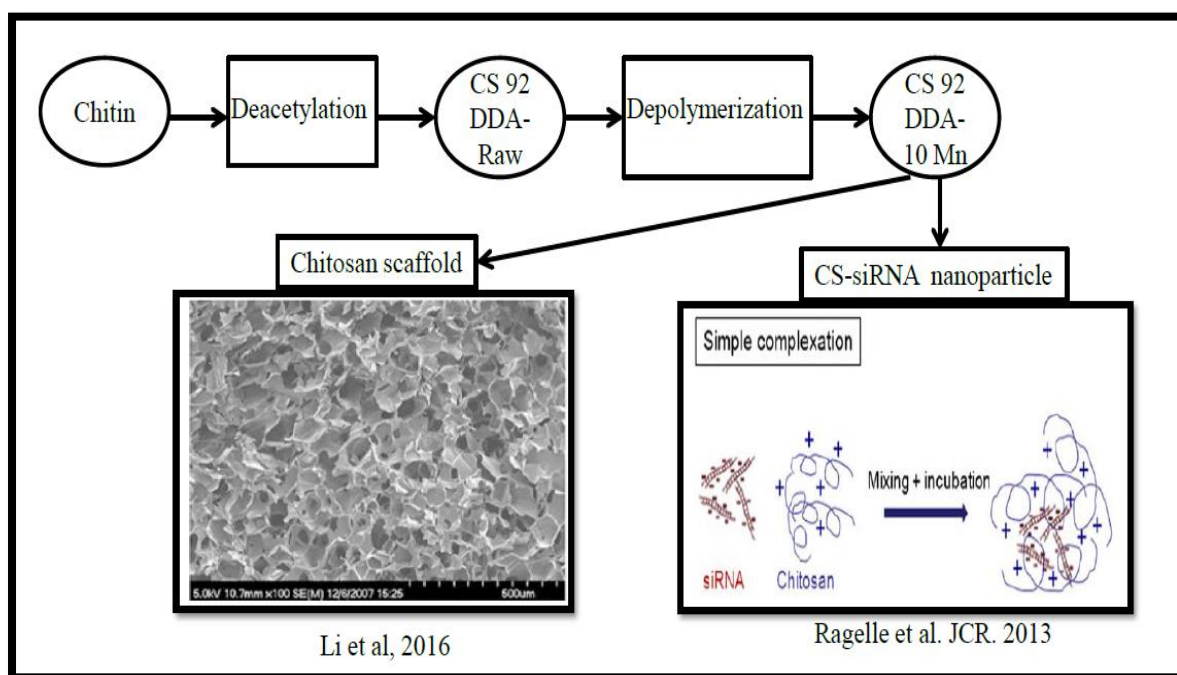 Chitin
Deacetylation
CS 92
DDA-
Raw
Depolymerization
CS 92
DDA-
10 Mn
Chitosan scaffold
CS-siRNA nanoparticle
5.0kV 10.7mm x100 SE(M) 12/6/2007 15:25
500um
Simple complexation
Mixing + incubation
siRNA
Chitosan
+
+
+
+
+
+
+
+
+
+
+
+
Li et al, 2016
Ragelle et al. JCR. 2013